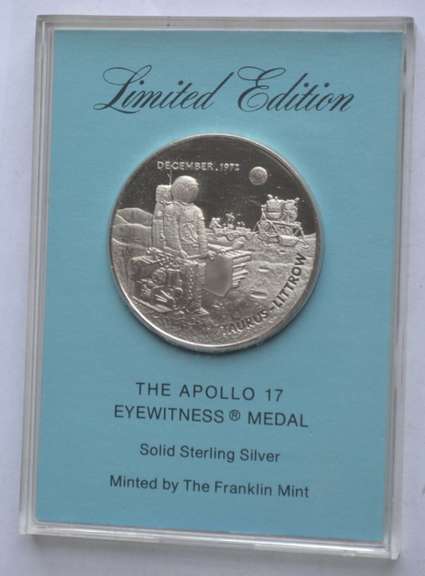 Limited Edition
DECEMBER, 1972
TAURUS-LITTROW
THE APOLLO 17
EYEWITNESS® MEDAL
Solid Sterling Silver
Minted by The Franklin Mint